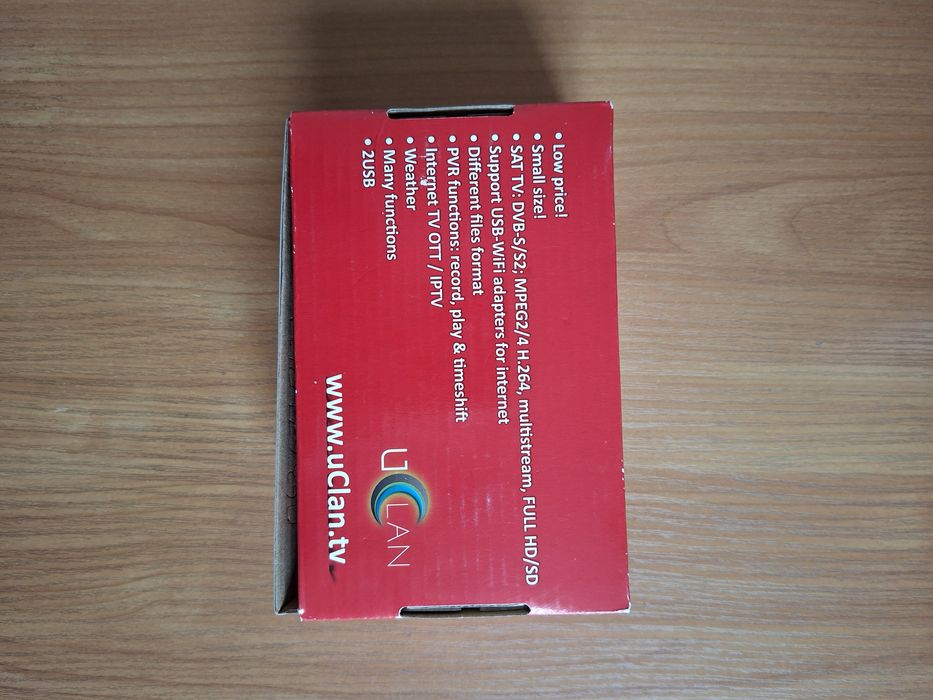 • Low price!
• Small size!
• SAT TV: DVB-S/S2; MPEG2/4 H.264, multistream, FULL HD/SD
• Support USB-WiFi adapters for internet
• Different files format
• PVR functions: record, play & timeshift
• Internet TV OTT / IPTV
• Weather
• Many functions
• 2USB
uCLAN
www.uClan.tv